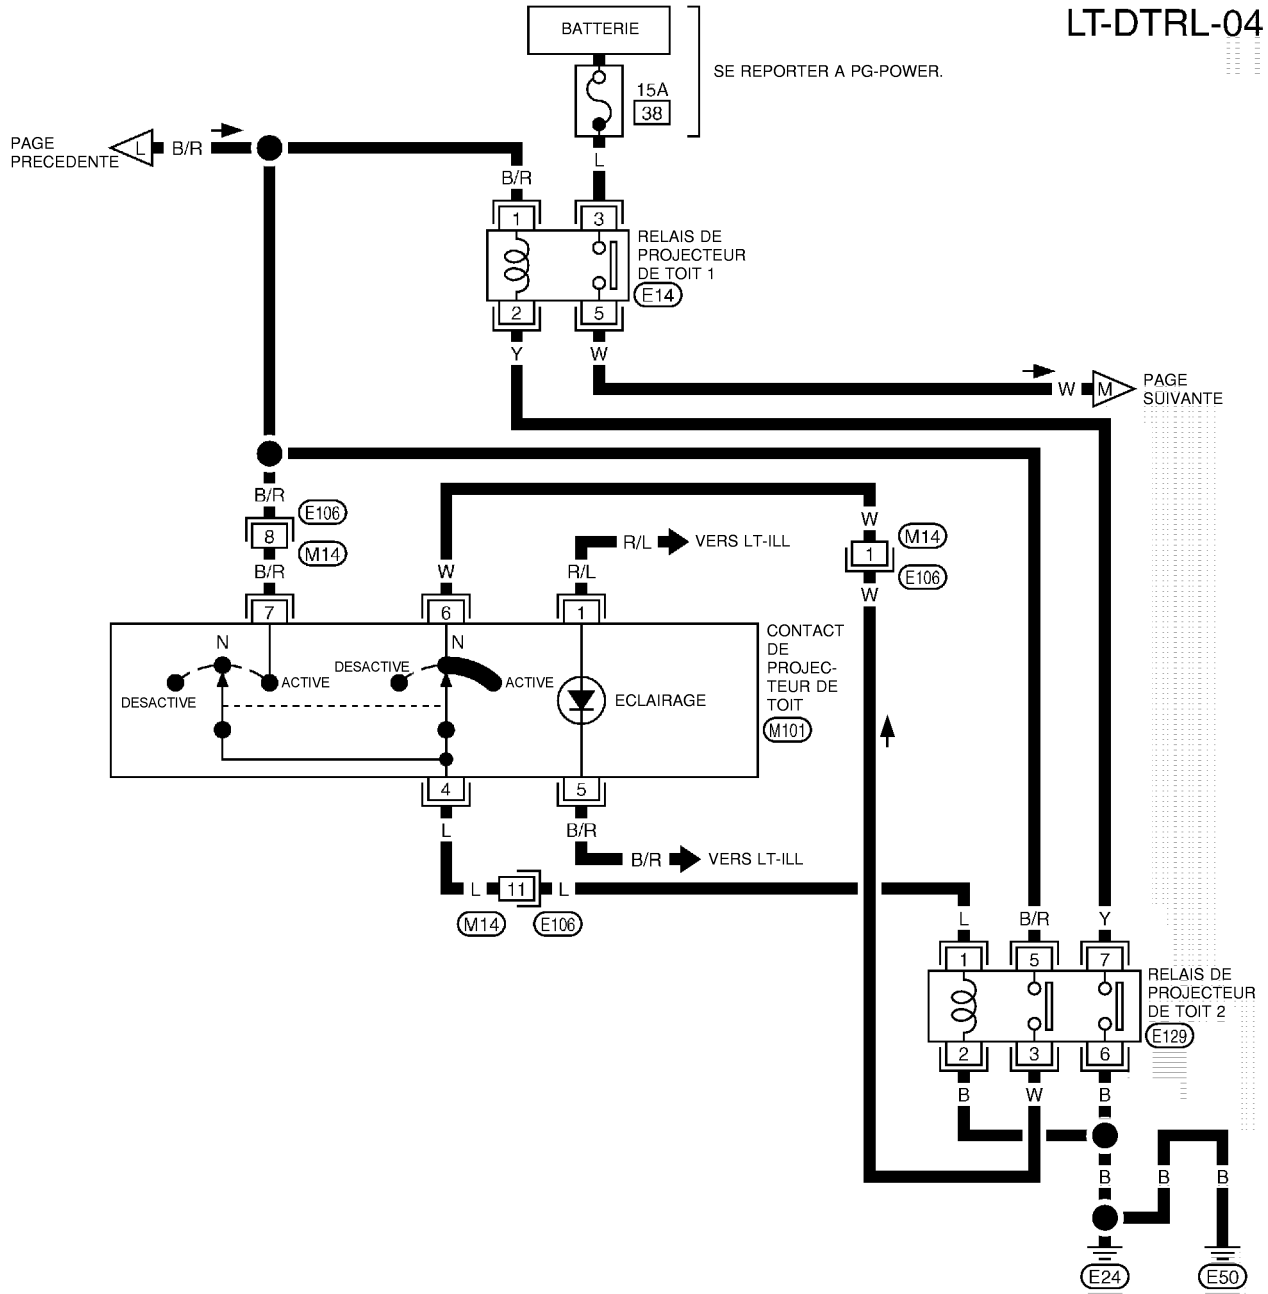 LT-DTRL-04
BATTERIE
SE REPORTER A PG-POWER.
15A
38
PAGE
PRECEDENTE
L
B/R
L
B/R
1
3
RELAIS DE
PROJECTEUR
DE TOIT 1
E14
2
5
Y
W
W
M
PAGE
SUIVANTE
B/R
E106
8
M14
B/R
W
M14
1
E106
W
R/L
VERS LT-ILL
W
R/L
7
6
1
CONTACT
DE
PROJEC-
TEUR DE
TOIT
M101
N
DESACTIVE
ACTIVE
N
DESACTIVE
ACTIVE
ECLAIRAGE
4
5
L
B/R
B/R
VERS LT-ILL
L
11
L
M14
E106
L
B/R
Y
1
5
7
RELAIS DE
PROJECTEUR
DE TOIT 2
E129
2
3
6
B
W
B
B
B
B
E24
E50